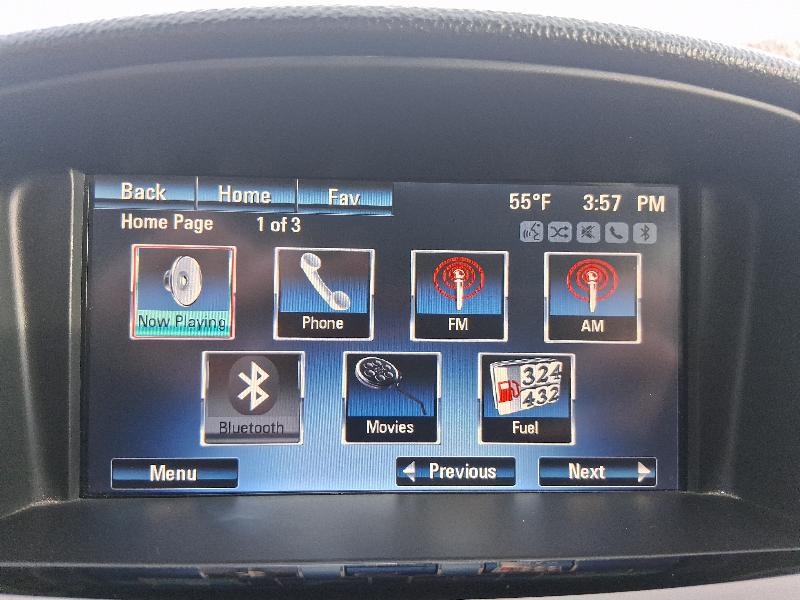 Back Home Fav 55°F 3:57 PM
Home Page 1 of 3
Now Playing Phone FM AM
324
432
Bluetooth Movies Fuel
Menu Previous Next